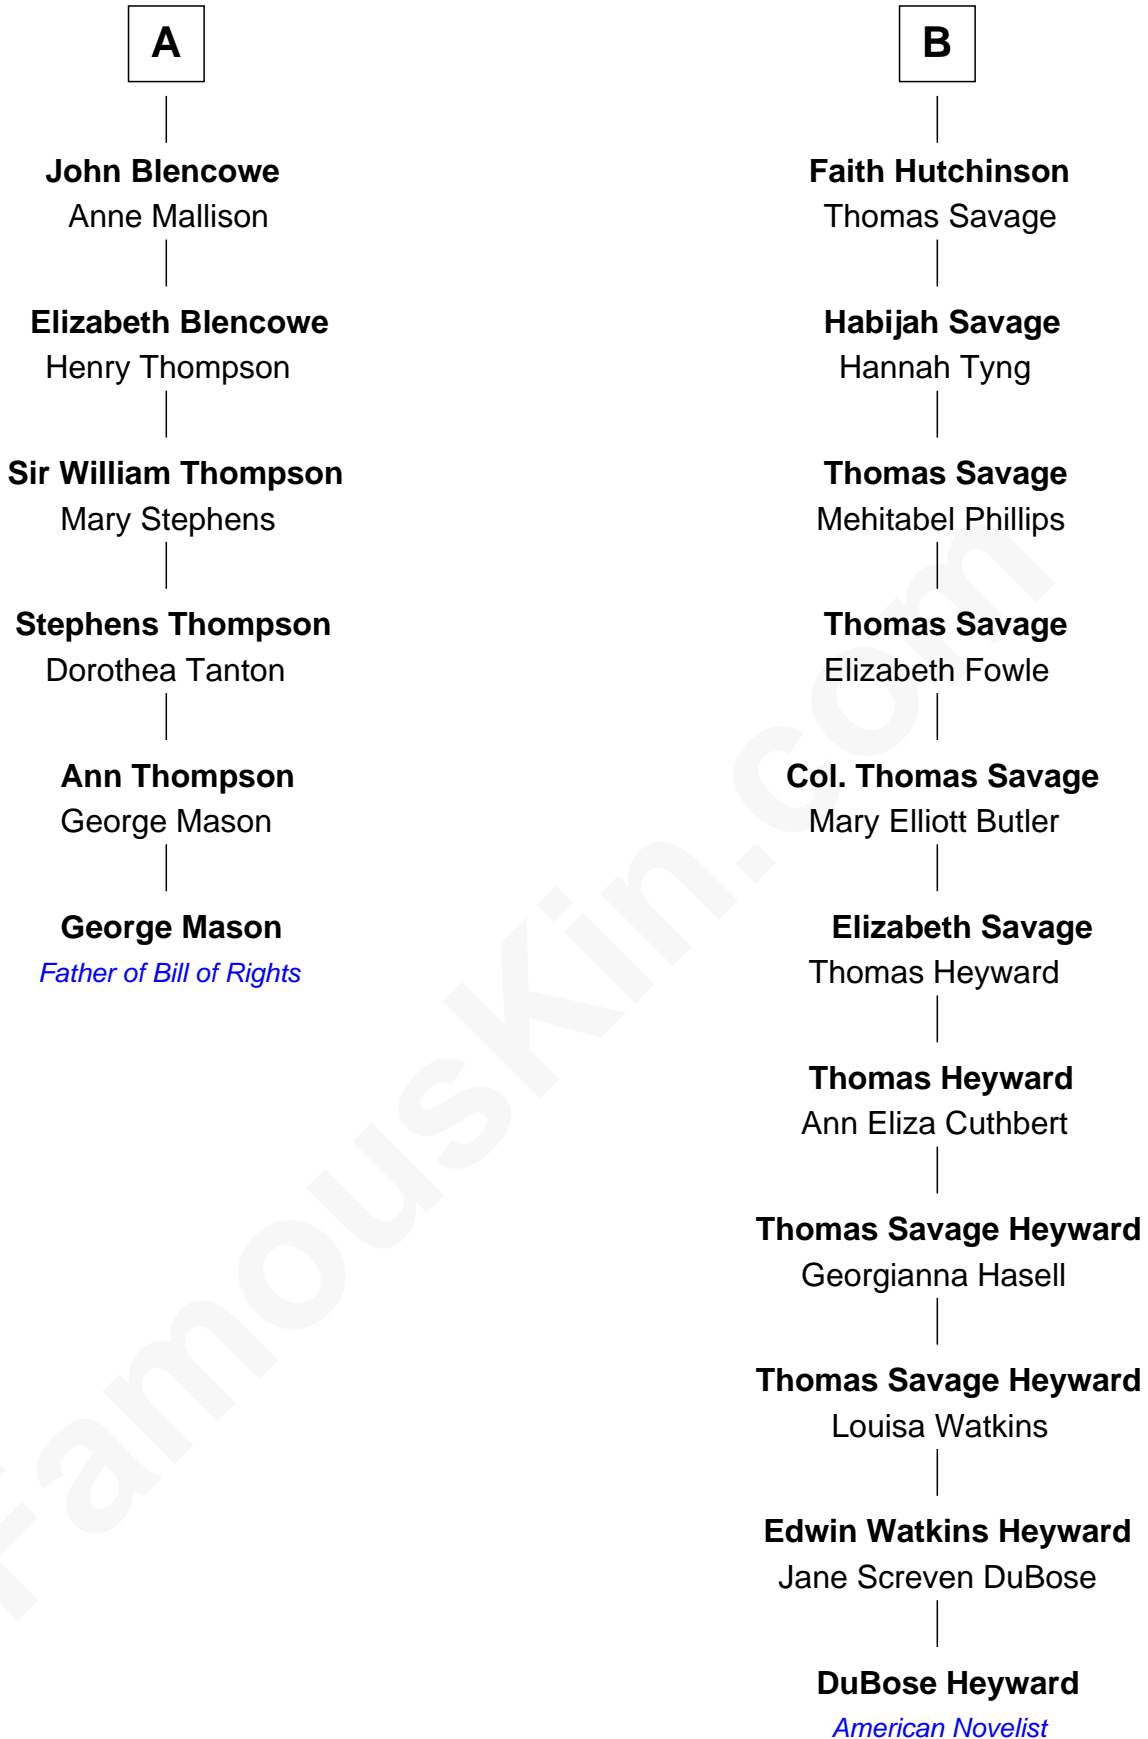 A
John Blencowe
Anne Mallison
Elizabeth Blencowe
Henry Thompson
Sir William Thompson
Mary Stephens
Stephens Thompson
Dorothea Tanton
Ann Thompson
George Mason
George Mason
Father of Bill of Rights
B
Faith Hutchinson
Thomas Savage
Habijah Savage
Hannah Tyng
Thomas Savage
Mehitabel Phillips
Thomas Savage
Elizabeth Fowle
Col. Thomas Savage
Mary Elliott Butler
Elizabeth Savage
Thomas Heyward
Thomas Heyward
Ann Eliza Cuthbert
Thomas Savage Heyward
Georgianna Hasell
Thomas Savage Heyward
Louisa Watkins
Edwin Watkins Heyward
Jane Screven DuBose
DuBose Heyward
American Novelist
FamousKin.com